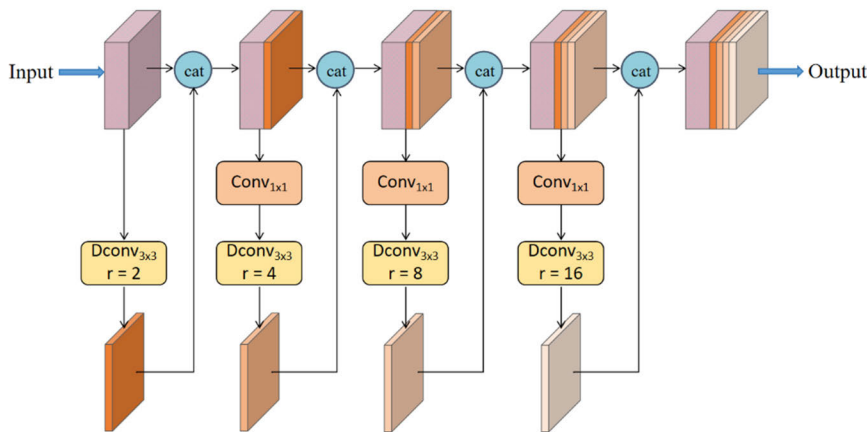 Input
cat
cat
cat
cat
Output
Conv1x1
Conv1x1
Conv1x1
Dconv3x3
r = 2
Dconv3x3
r = 4
Dconv3x3
r = 8
Dconv3x3
r = 16